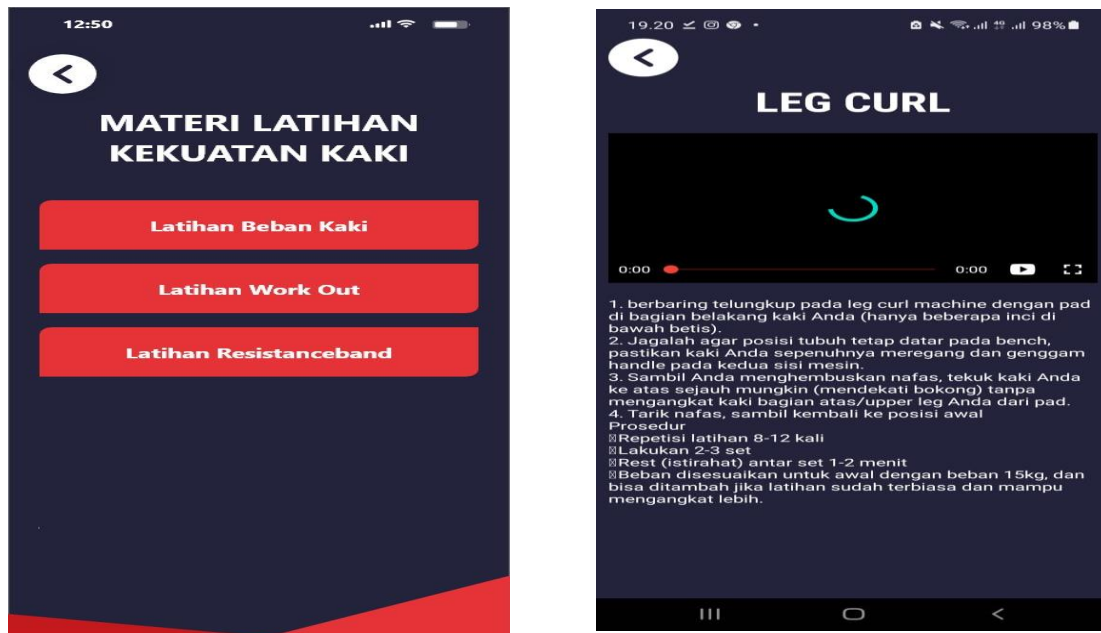 12:50
MATERI LATIHAN
KEKUATAN KAKI
Latihan Beban Kaki
Latihan Work Out
Latihan Resistanceband
19.20
98%
LEG CURL
0:00
0:00
1. berbaring telungkup pada leg curl machine dengan pad
di bagian belakang kaki Anda (hanya beberapa inci di
bawah betis).
2. Jagalah agar posisi tubuh tetap datar pada bench,
pastikan kaki Anda sepenuhnya meregang dan genggam
handle pada kedua sisi mesin.
3. Sambil Anda menghembuskan nafas, tekuk kaki Anda
ke atas sejauh mungkin (mendekati bokong) tanpa
mengangkat kaki bagian atas/upper leg Anda dari pad.
4. Tarik nafas, sambil kembali ke posisi awal
Prosedur
Repetisi latihan 8-12 kali
Lakukan 2-3 set
Rest (istirahat) antar set 1-2 menit
Beban disesuaikan untuk awal dengan beban 15kg, dan
bisa ditambah jika latihan sudah terbiasa dan mampu
mengangkat lebih.